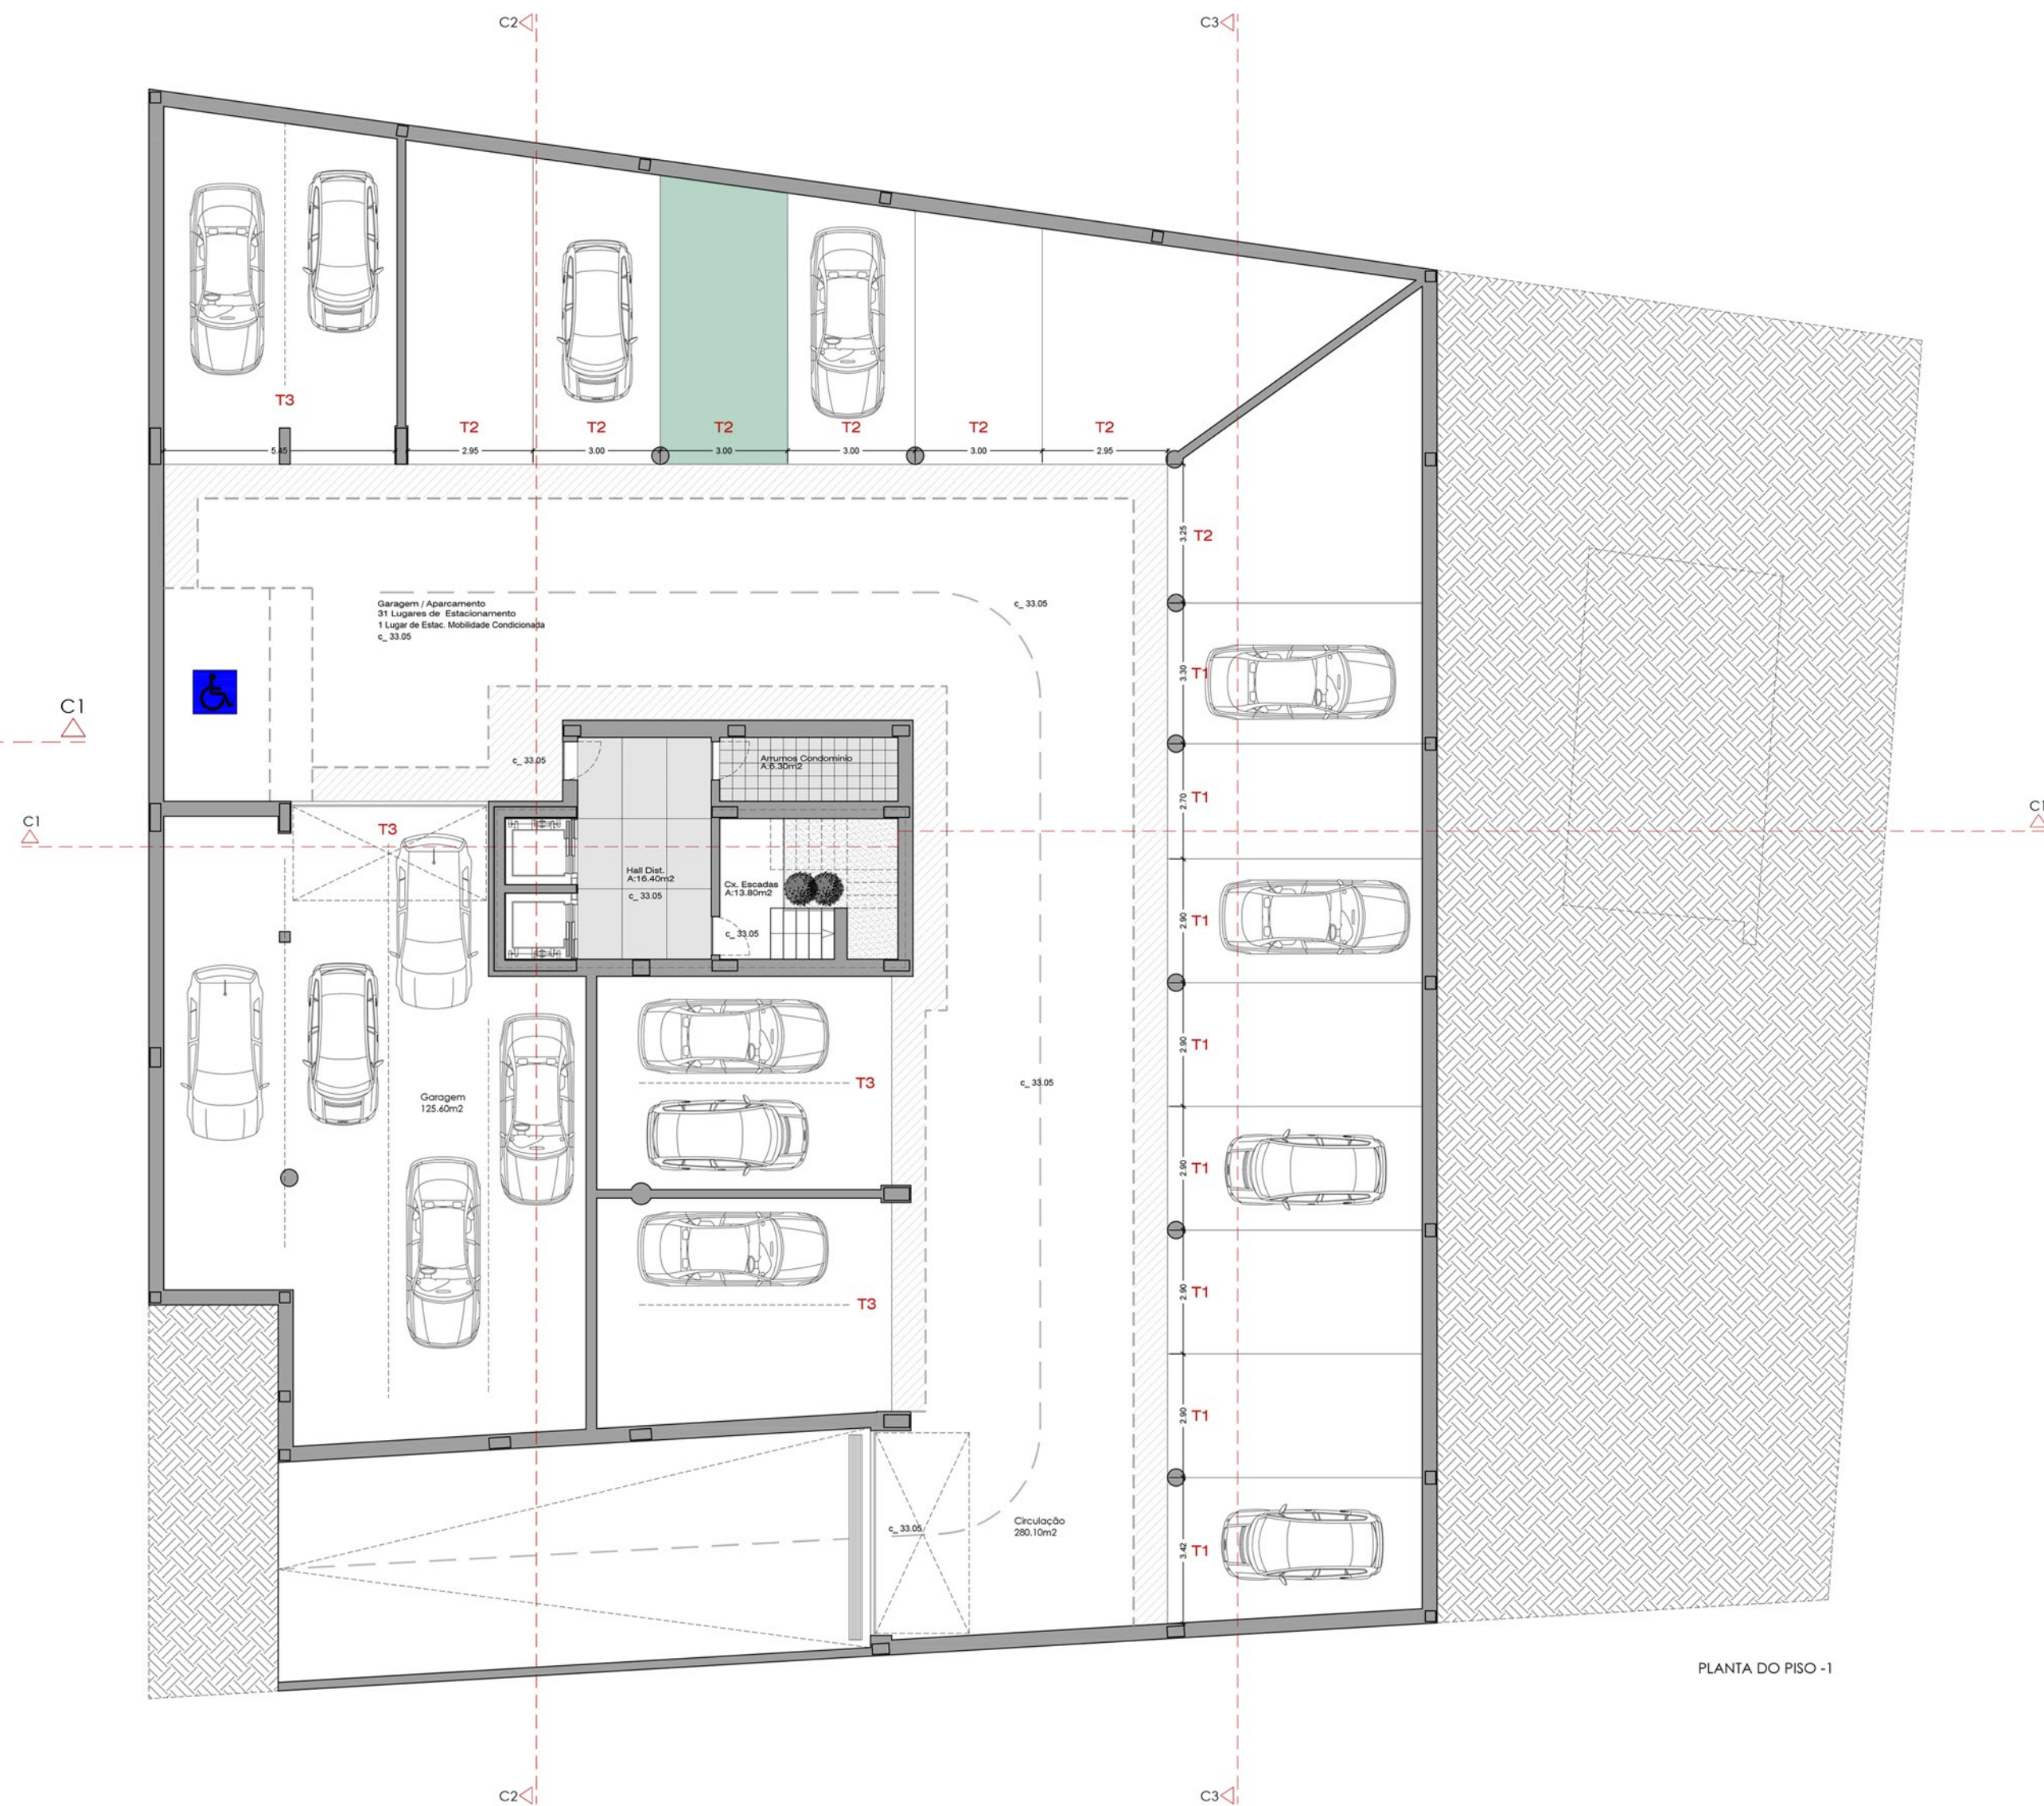 C2
C3
T3
T2
T2
T2
T2
T2
T2
5.45
2.95
3.00
3.00
3.00
3.00
2.95
3.25
T2
Garagem / Aparcamento
31 Lugares de Estacionamento
1 Lugar de Estac. Mobilidade Condicionada
c_ 33.05
c_ 33.05
3.30
T1
C1
c_ 33.05
Arrumos Condominio
A:6.30m2
2.70
T1
C1
T3
C1
Hall Dist.
A:16.40m2
c_ 33.05
Cx. Escadas
A:13.80m2
c_ 33.05
2.90
T1
2.90
T1
T3
c_ 33.05
Garagem
125.60m2
2.90
T1
2.90
T1
T3
2.90
T1
c_ 33.05
Circulação
280.10m2
3.42
T1
PLANTA DO PISO -1
C2
C3